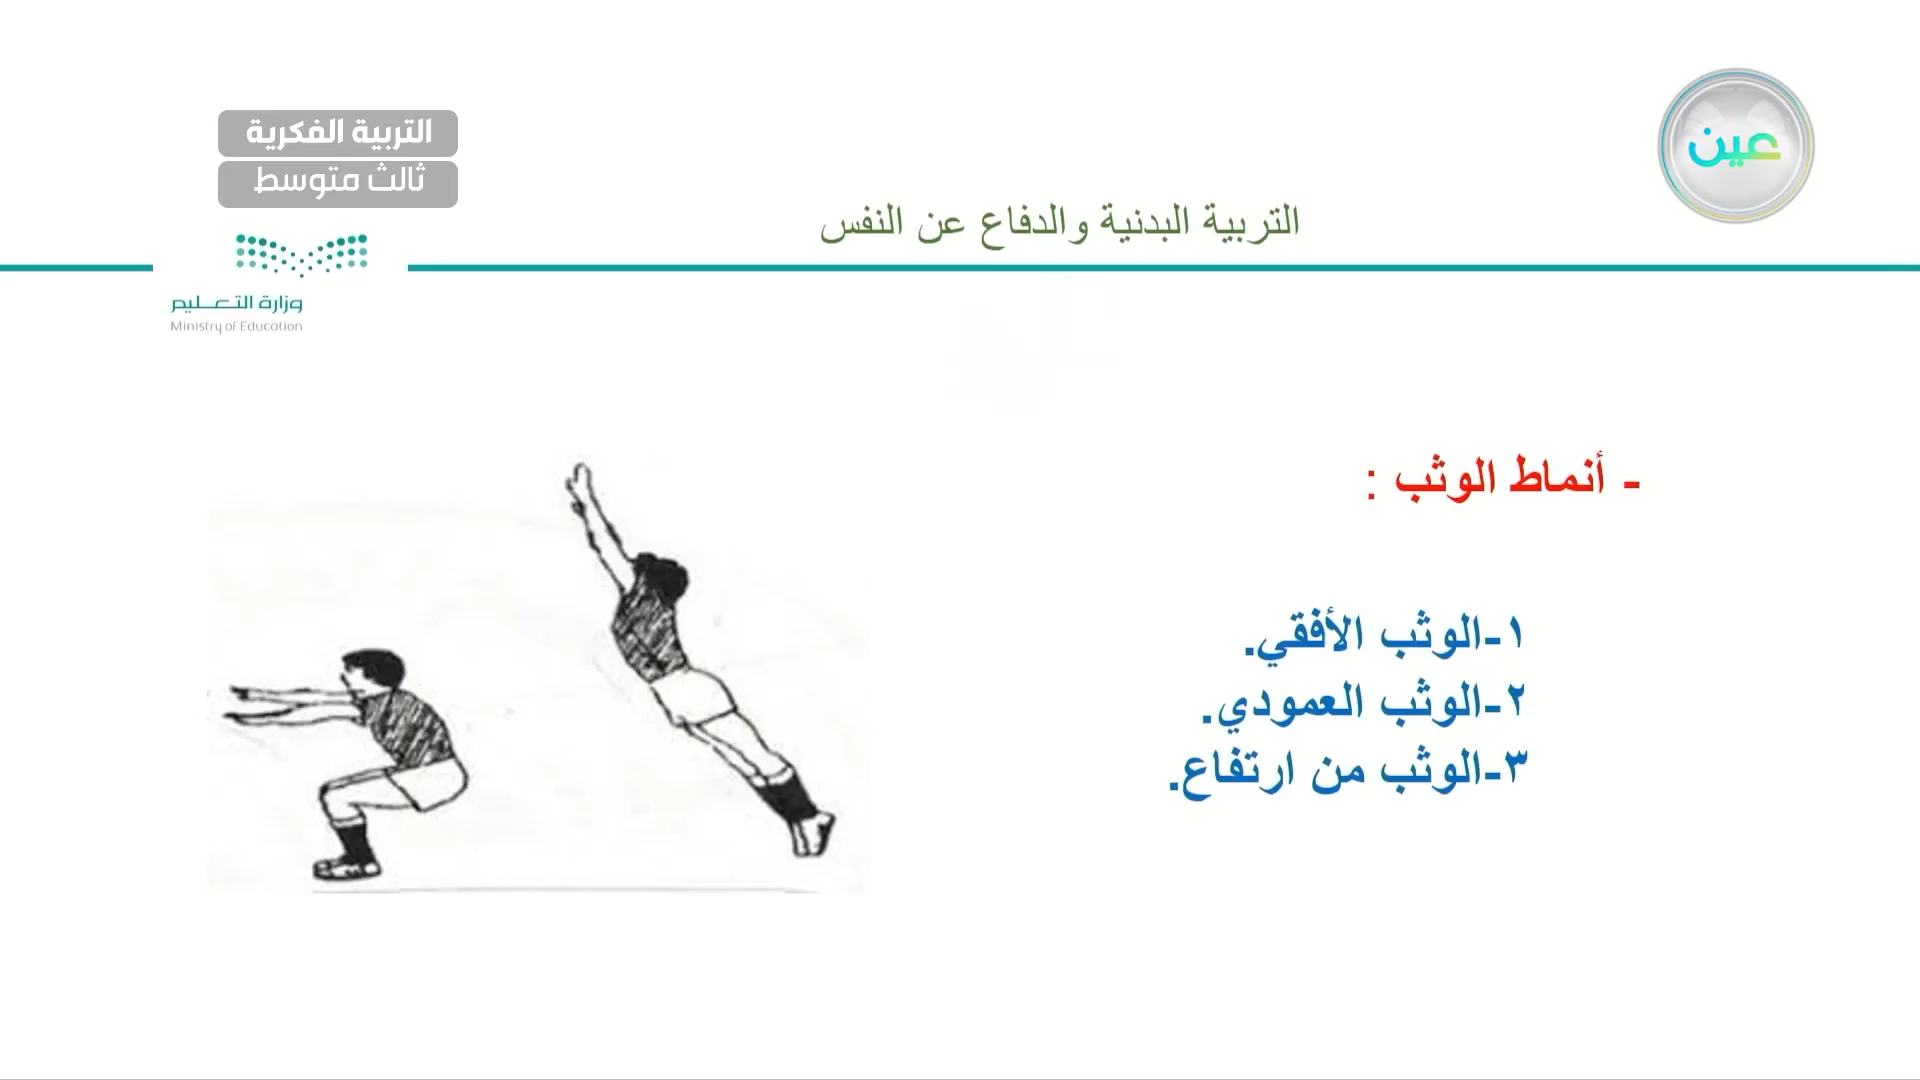 عين
التربية الفكرية
ثالث متوسط
التربية البدنية والدفاع عن النفس
وزارة التعليم
Ministry of Education
- أنماط الوثب :
١-الوثب الأفقي.
٢-الوثب العمودي.
٣-الوثب من ارتفاع.